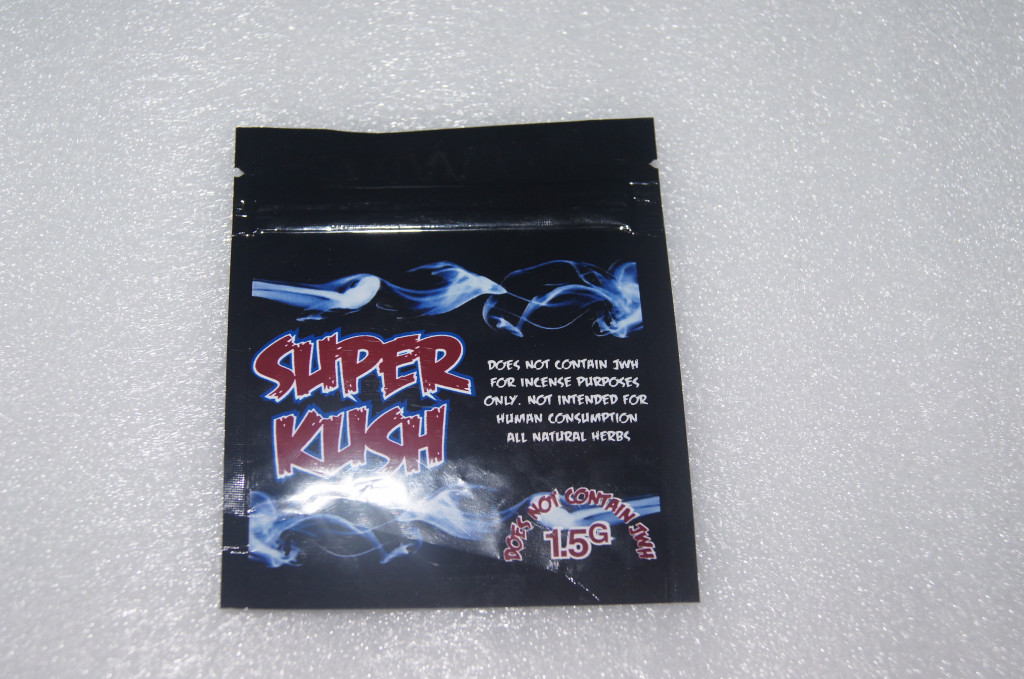 SUPER
KUSH
DOES NOT CONTAIN JWH
FOR INCENSE PURPOSES
ONLY. NOT INTENDED FOR
HUMAN CONSUMPTION
ALL NATURAL HERBS
DOES NOT CONTAIN JWH
1.5G